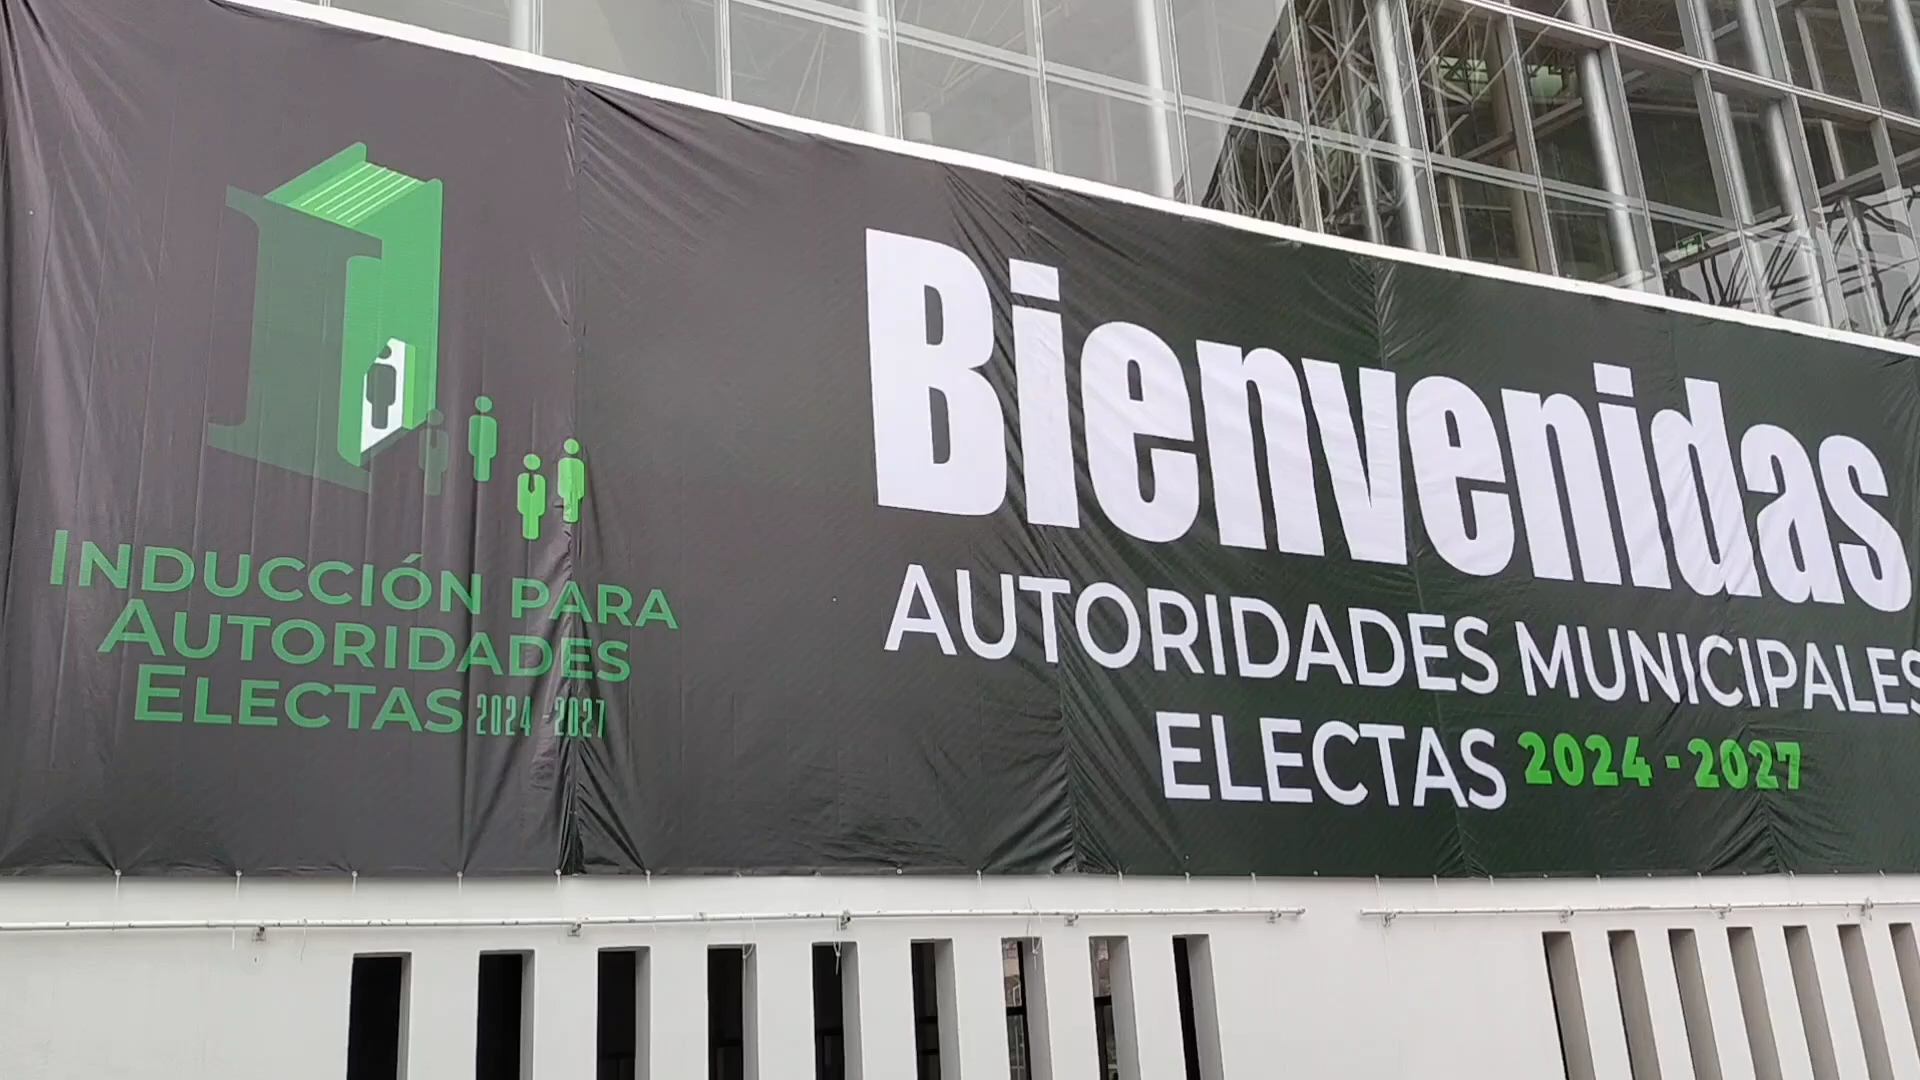 INDUCCIÓN PARA
AUTORIDADES
ELECTAS 2024-2027
Bienvenidas
AUTORIDADES MUNICIPALES
ELECTAS 2024-2027